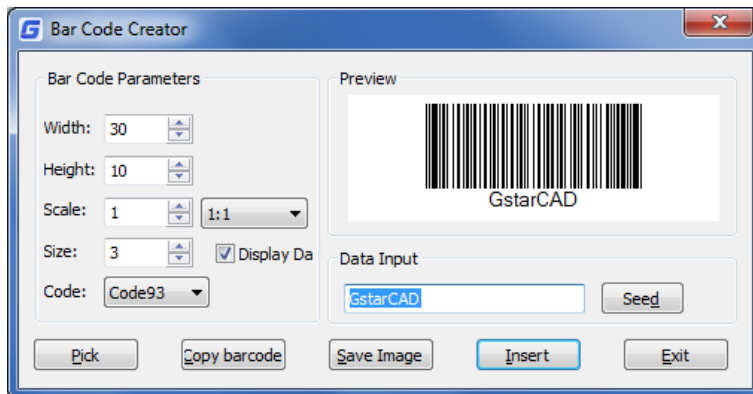 G Bar Code Creator
X
Bar Code Parameters
Width: 30
Height: 10
Scale: 1 1:1
Size: 3 Display Da
Code: Code93
Preview
GstarCAD
Data Input
GstarCAD Seed
Pick Copy barcode Save Image Insert Exit